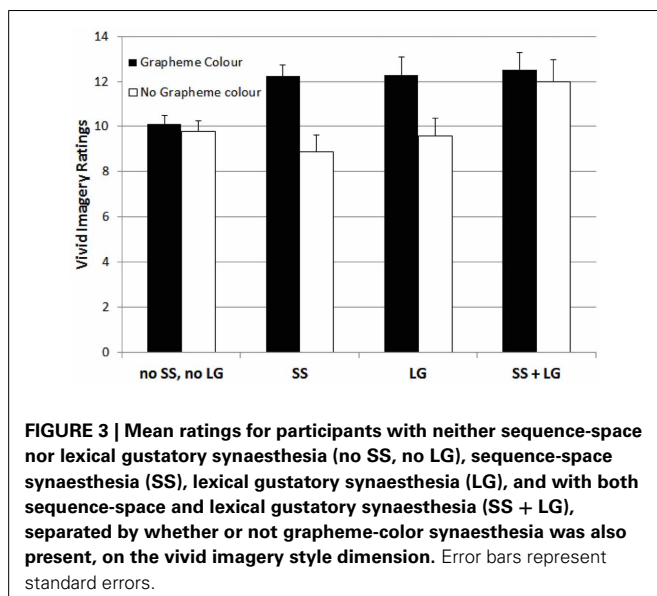 14
Grapheme Colour
12
No Grapheme colour
10
8
6
4
2
0
Vivid Imagery Ratings
no SS, no LG SS LG SS + LG
FIGURE 3 | Mean ratings for participants with neither sequence-space
nor lexical gustatory synaesthesia (no SS, no LG), sequence-space
synaesthesia (SS), lexical gustatory synaesthesia (LG), and with both
sequence-space and lexical gustatory synaesthesia (SS + LG),
separated by whether or not grapheme-color synaesthesia was also
present, on the vivid imagery style dimension. Error bars represent
standard errors.